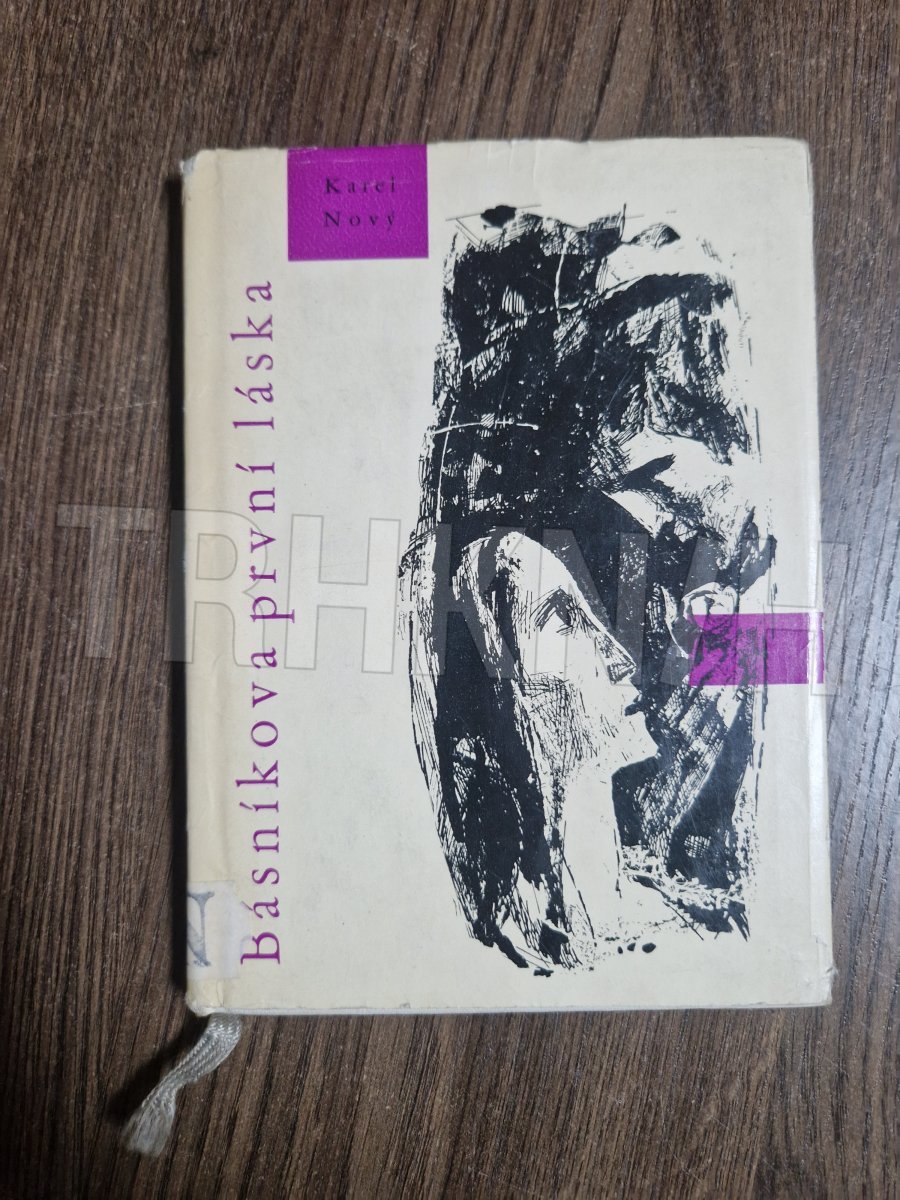 Karel
Nový
Básníkova první láska
N
TRHKNIH